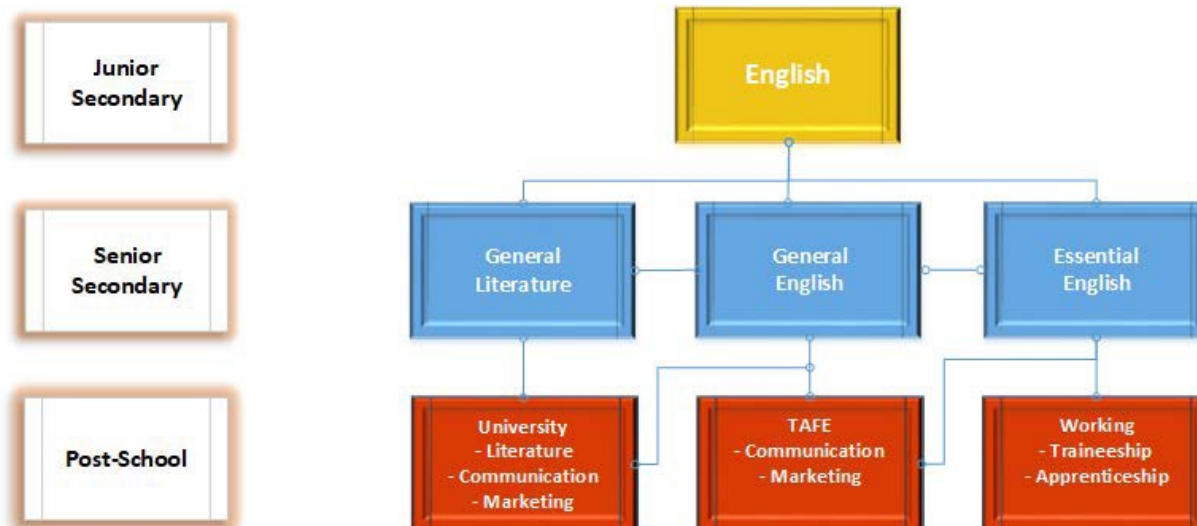 Junior
Secondary
English
Senior
Secondary
General
Literature
General
English
Essential
English
Post-School
University
- Literature
- Communication
- Marketing
TAFE
- Communication
- Marketing
Working
- Traineeship
- Apprenticeship